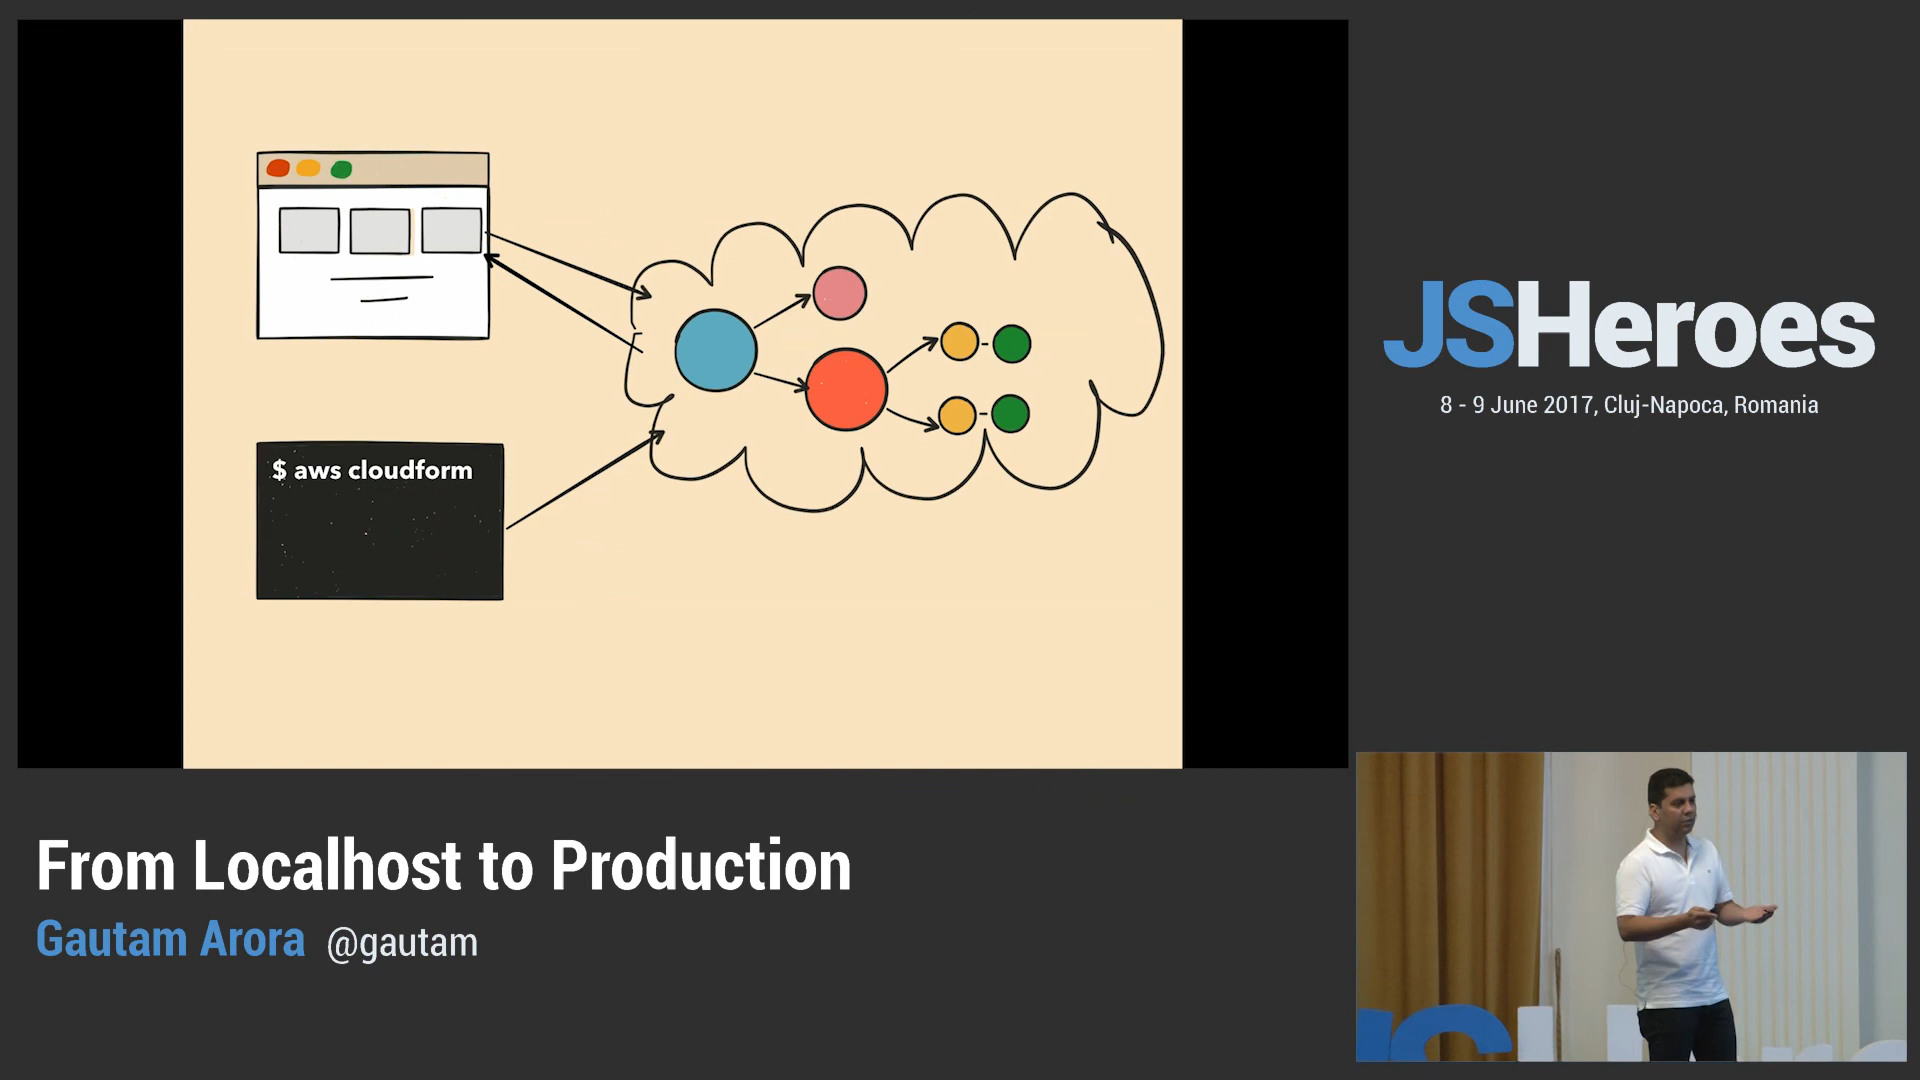 $ aws cloudform
JSHeroes
8 - 9 June 2017, Cluj-Napoca, Romania
From Localhost to Production
Gautam Arora @gautam